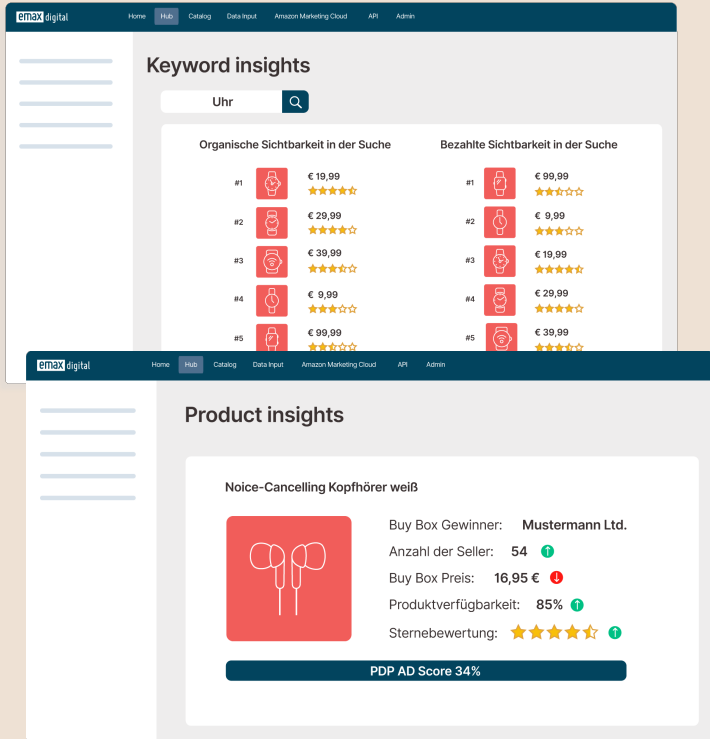 emax digital
Home Hub Catalog Data Input Amazon Marketing Cloud API Admin
Keyword insights
Uhr
Organische Sichtbarkeit in der Suche
#1 € 19,99
#2 € 29,99
#3 € 39,99
#4 € 9,99
#5 € 99,99
Bezahlte Sichtbarkeit in der Suche
#1 € 99,99
#2 € 9,99
#3 € 19,99
#4 € 29,99
#5 € 39,99
emax digital
Home Hub Catalog Data Input Amazon Marketing Cloud API Admin
Product insights
Noice-Cancelling Kopfhörer weiß
Buy Box Gewinner: Mustermann Ltd.
Anzahl der Seller: 54
Buy Box Preis: 16,95 €
Produktverfügbarkeit: 85%
Sternebewertung:
PDP AD Score 34%